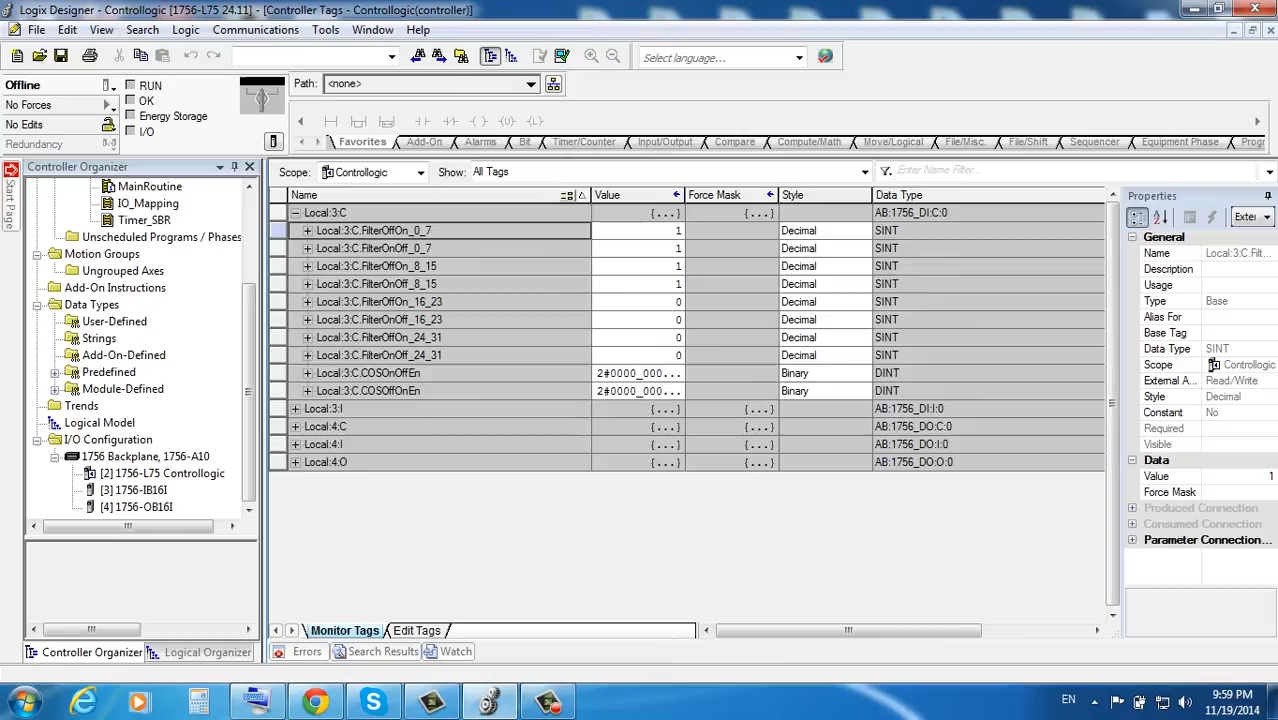 Logix Designer - Controllogic [1756-L75 24.11] - [Controller Tags - Controllogic(controller)]
File Edit View Search Logic Communications Tools Window Help
Select language...
Offline RUN
No Forces OK
No Edits Energy Storage
Redundancy I/O
Path: <none>
Favorites Add-On Alarms Bit Timer/Counter Input/Output Compare Compute/Math Move/Logical File/Misc. File/Shift Sequencer Equipment Phase Progr
Start Page
Controller Organizer
MainRoutine
IO_Mapping
Timer_SBR
Unscheduled Programs / Phases
Motion Groups
Ungrouped Axes
Add-On Instructions
Data Types
User-Defined
Strings
Add-On-Defined
Predefined
Module-Defined
Trends
Logical Model
I/O Configuration
1756 Backplane, 1756-A10
[2] 1756-L75 Controllogic
[3] 1756-IB16I
[4] 1756-OB16I
Controller Organizer Logical Organizer
Scope: Controllogic Show: All Tags Enter Name Filter...
Name Value Force Mask Style Data Type
Local:3:C {...} {...} AB:1756_DI:C:0
Local:3:C.FilterOffOn_0_7 1 Decimal SINT
Local:3:C.FilterOnOff_0_7 1 Decimal SINT
Local:3:C.FilterOffOn_8_15 1 Decimal SINT
Local:3:C.FilterOnOff_8_15 1 Decimal SINT
Local:3:C.FilterOffOn_16_23 0 Decimal SINT
Local:3:C.FilterOnOff_16_23 0 Decimal SINT
Local:3:C.FilterOffOn_24_31 0 Decimal SINT
Local:3:C.FilterOnOff_24_31 0 Decimal SINT
Local:3:C.COSOnOffEn 2#0000_000... Binary DINT
Local:3:C.COSOffOnEn 2#0000_000... Binary DINT
Local:3:I {...} {...} AB:1756_DI:I:0
Local:4:C {...} {...} AB:1756_DO:C:0
Local:4:I {...} {...} AB:1756_DO:I:0
Local:4:O {...} {...} AB:1756_DO:O:0
Monitor Tags Edit Tags
Errors Search Results Watch
Properties
Exter
General
Name Local:3:C.Filt...
Description
Usage
Type Base
Alias For
Base Tag
Data Type SINT
Scope Controllogic
External A... Read/Write
Style Decimal
Constant No
Required
Visible
Data
Value 1
Force Mask
Produced Connection
Consumed Connection
Parameter Connection...
EN
9:59 PM
11/19/2014